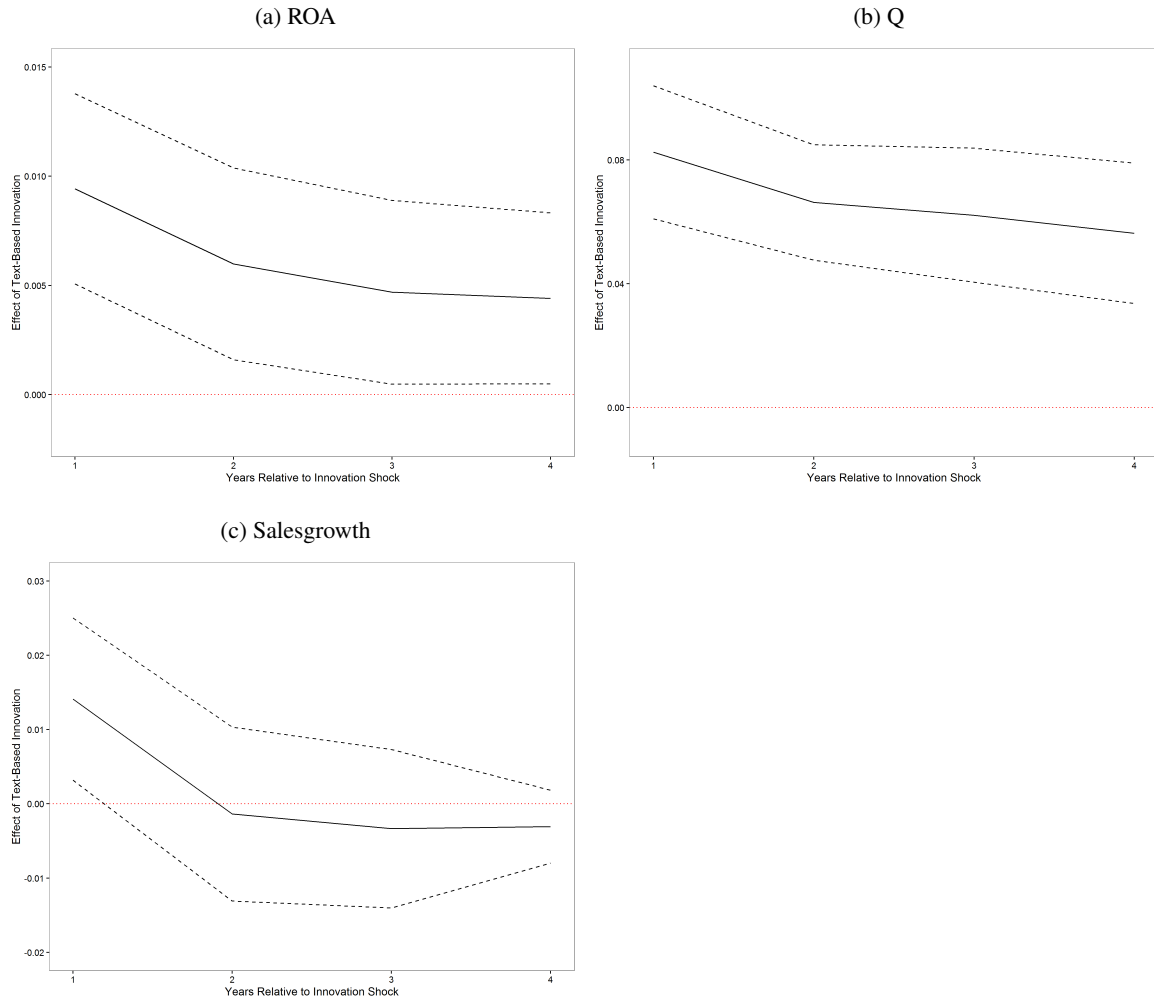 (a) ROA
0.015
0.010
0.005
0.000
Effect of Text-Based Innovation
1 2 3 4
Years Relative to Innovation Shock
(b) Q
0.08
0.04
0.00
Effect of Text-Based Innovation
1 2 3 4
Years Relative to Innovation Shock
(c) Salesgrowth
0.03
0.02
0.01
0.00
-0.01
-0.02
Effect of Text-Based Innovation
1 2 3 4
Years Relative to Innovation Shock